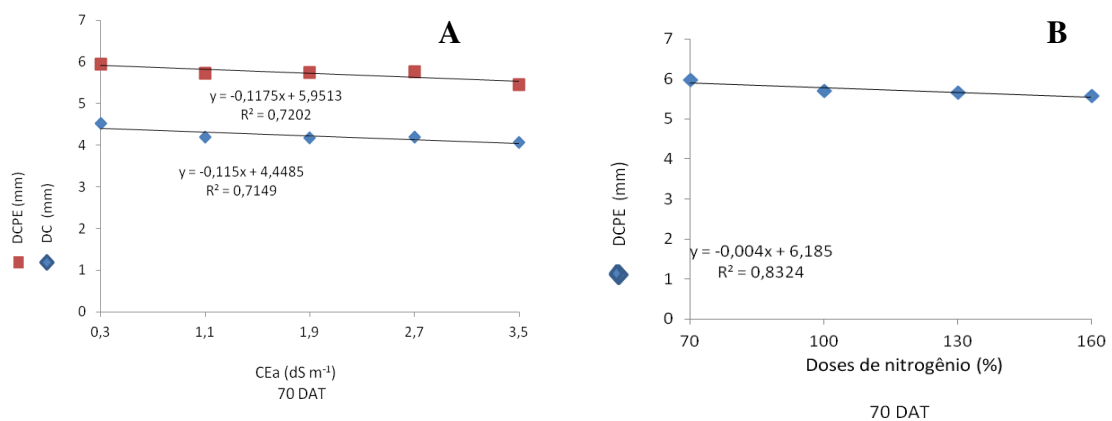 A
7
6
5
4
3
2
1
0
DCPE (mm)
DC (mm)
y = -0,1175x + 5,9513
R² = 0,7202
y = -0,115x + 4,4485
R² = 0,7149
0,3 1,1 1,9 2,7 3,5
CEa (dS m⁻¹)
70 DAT
B
7
6
5
4
3
2
1
0
DCPE (mm)
y = -0,004x + 6,185
R² = 0,8324
70 100 130 160
Doses de nitrogênio (%)
70 DAT